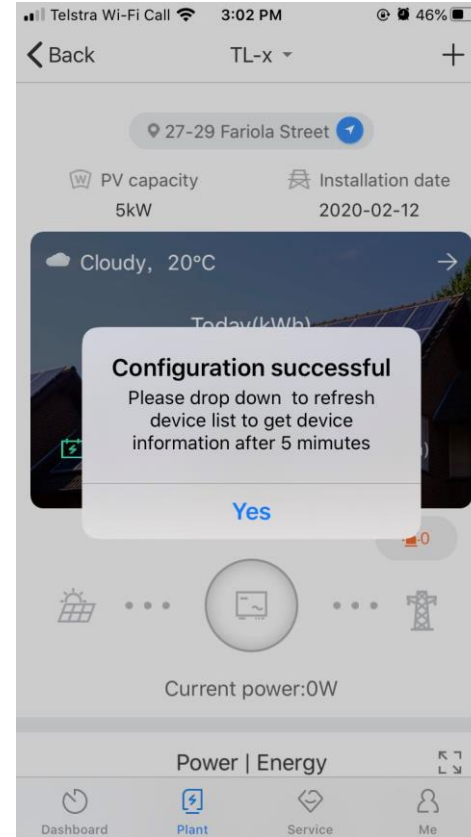 Telstra Wi-Fi Call 3:02 PM 46%
Back TL-x +
27-29 Fariola Street
PV capacity Installation date
5kW 2020-02-12
Cloudy, 20°C
Today(kWh)
Configuration successful
Please drop down to refresh
device list to get device
information after 5 mimutes
)
Yes
0
Current power:0W
Power | Energy
Dashboard Plant Service Me